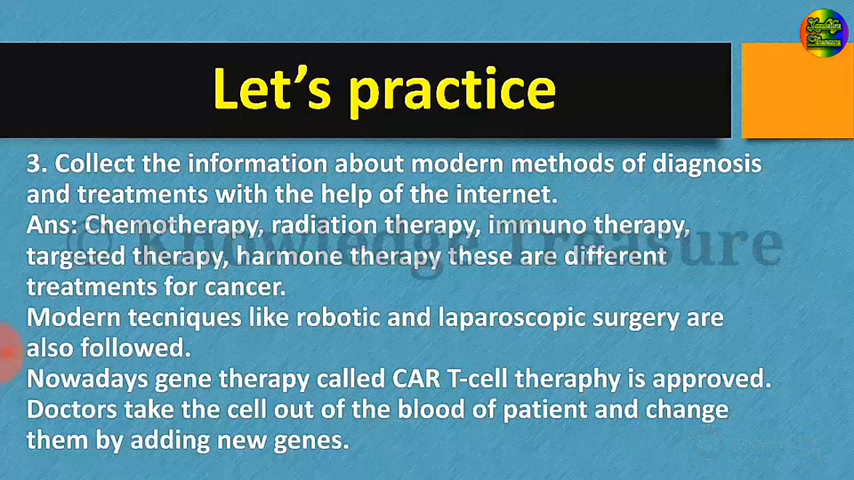 Let's practice
3. Collect the information about modern methods of diagnosis
and treatments with the help of the internet.
Ans: Chemotherapy, radiation therapy, immuno therapy,
targeted therapy, harmone therapy these are different
treatments for cancer.
Modern tecniques like robotic and laparoscopic surgery are
also followed.
Nowadays gene therapy called CAR T-cell theraphy is approved.
Doctors take the cell out of the blood of patient and change
them by adding new genes.
© Knowledge Treasure